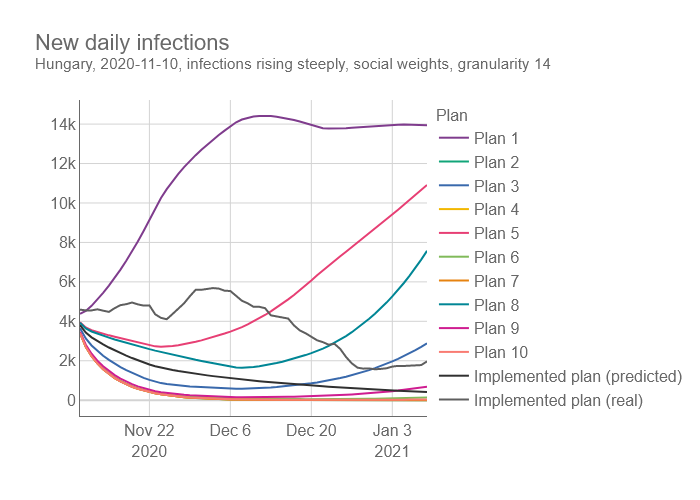 New daily infections
Hungary, 2020-11-10, infections rising steeply, social weights, granularity 14
14k
12k
10k
8k
6k
4k
2k
0
Nov 22
2020
Dec 6
Dec 20
Jan 3
2021
Plan
Plan 1
Plan 2
Plan 3
Plan 4
Plan 5
Plan 6
Plan 7
Plan 8
Plan 9
Plan 10
Implemented plan (predicted)
Implemented plan (real)